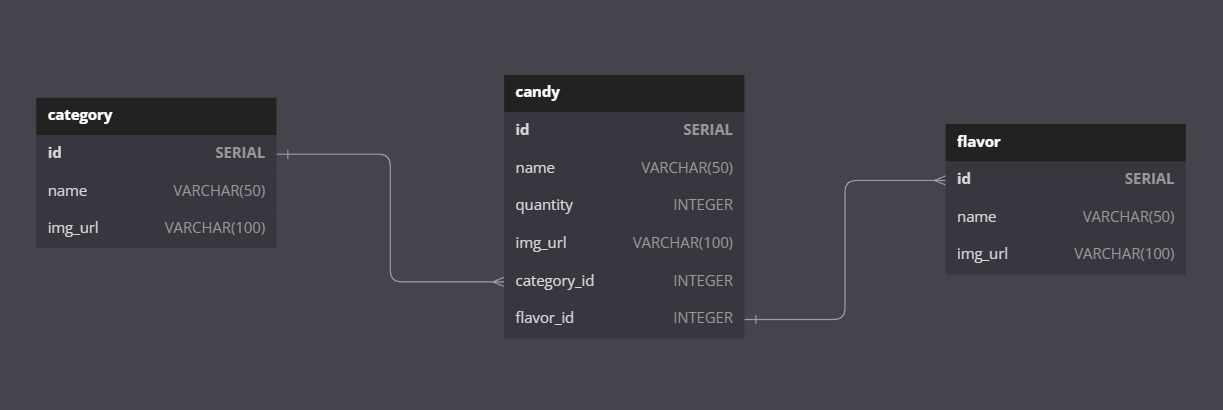 category
id SERIAL
name VARCHAR(50)
img_url VARCHAR(100)
candy
id SERIAL
name VARCHAR(50)
quantity INTEGER
img_url VARCHAR(100)
category_id INTEGER
flavor_id INTEGER
flavor
id SERIAL
name VARCHAR(50)
img_url VARCHAR(100)